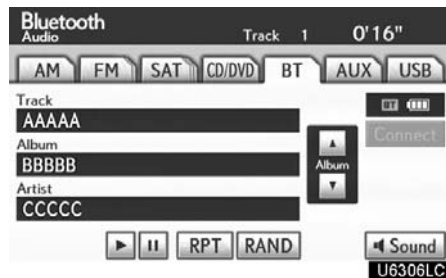 Bluetooth
Audio Track 1 0'16"
AM FM SAT CD/DVD BT AUX USB
Track
AAAAA
BT
Connect
Album
BBBBB
Album
Artist
CCCCC
RPT RAND Sound
U6306LC